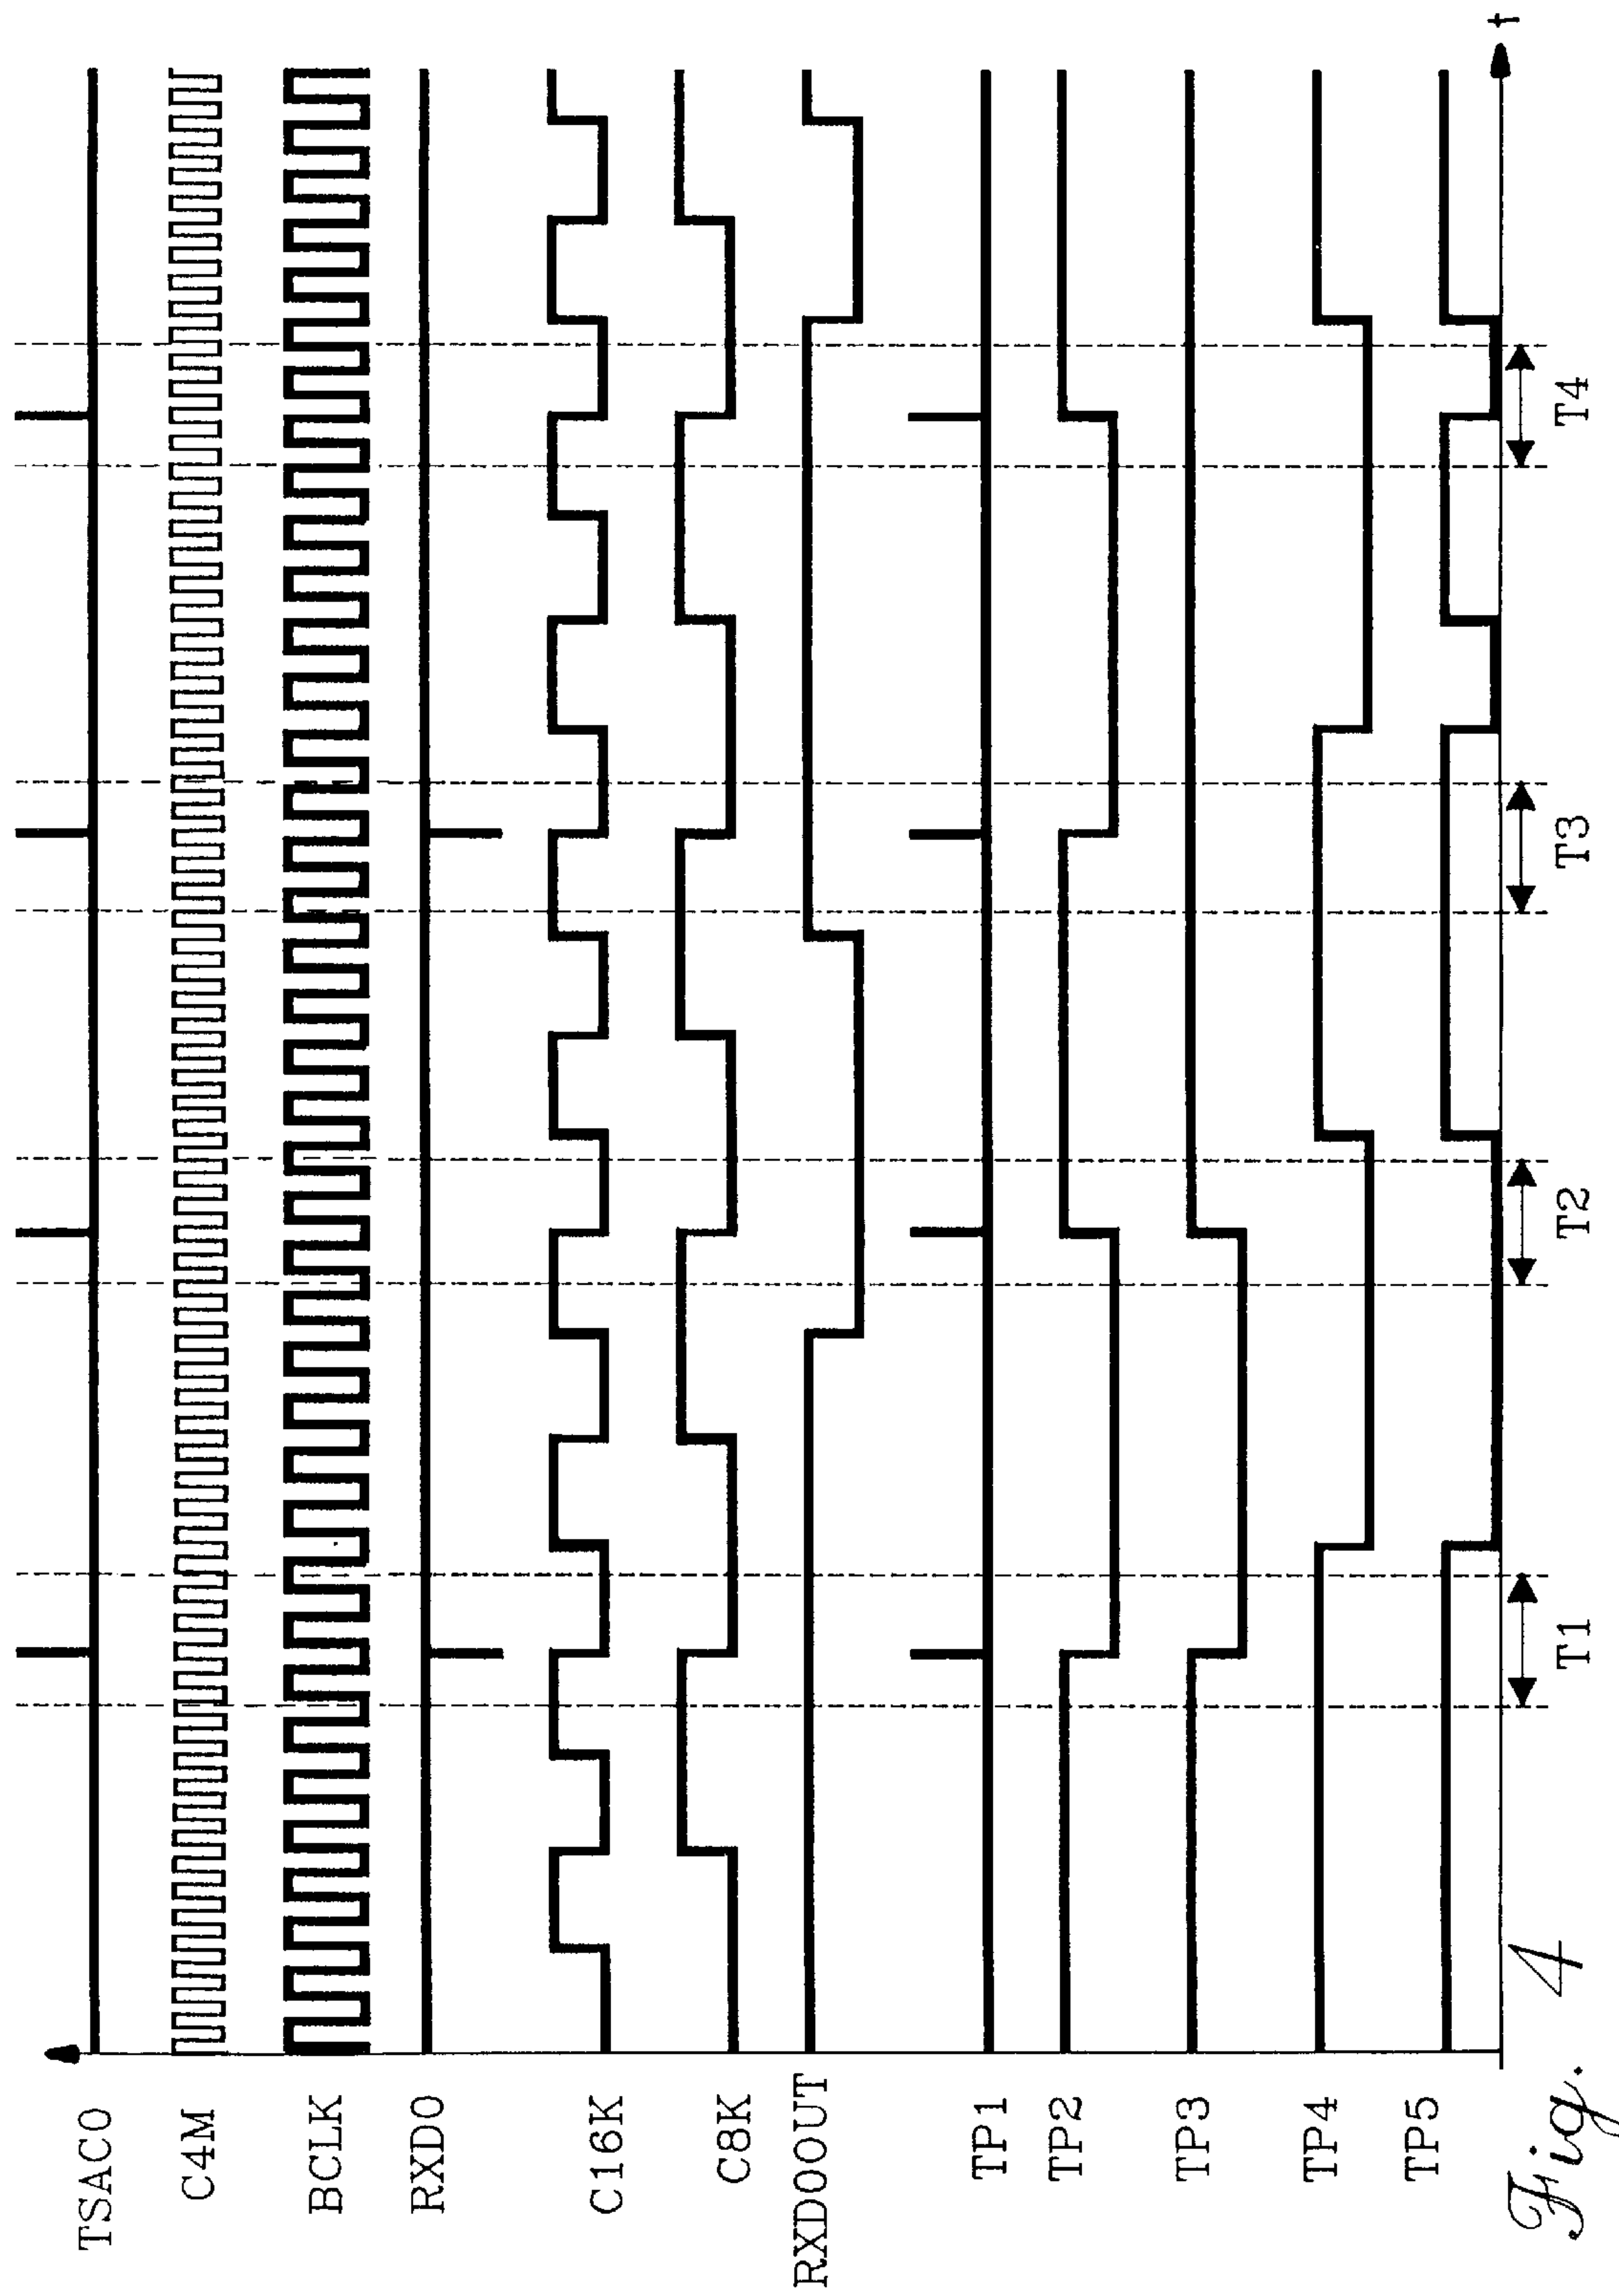 TSAC0
C4M
BCLK
RXD0
C16K
C8K
RXD0OUT
TP1
TP2
TP3
TP4
TP5
T1
T2
T3
T4
t
Fig. 4